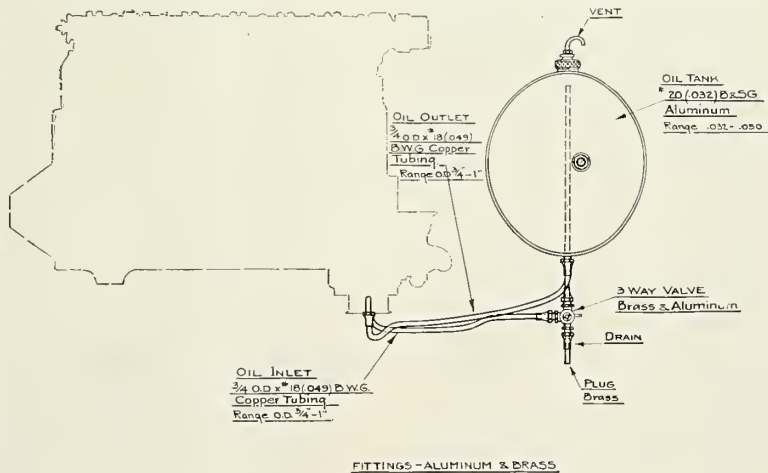 VENT
OIL TANK
# 20 (.032) B & S G
Aluminum
Range .032-.050
OIL OUTLET
3/4 O.D x # 18 (.049)
B.W.G Copper
Tubing
Range O.D 3/4"-1"
3 WAY VALVE
Brass & Aluminum
DRAIN
PLUG
Brass
OIL INLET
3/4 O.D x # 18 (.049) B.W.G.
Copper Tubing
Range O.D. 3/4"-1"
FITTINGS - ALUMINUM & BRASS